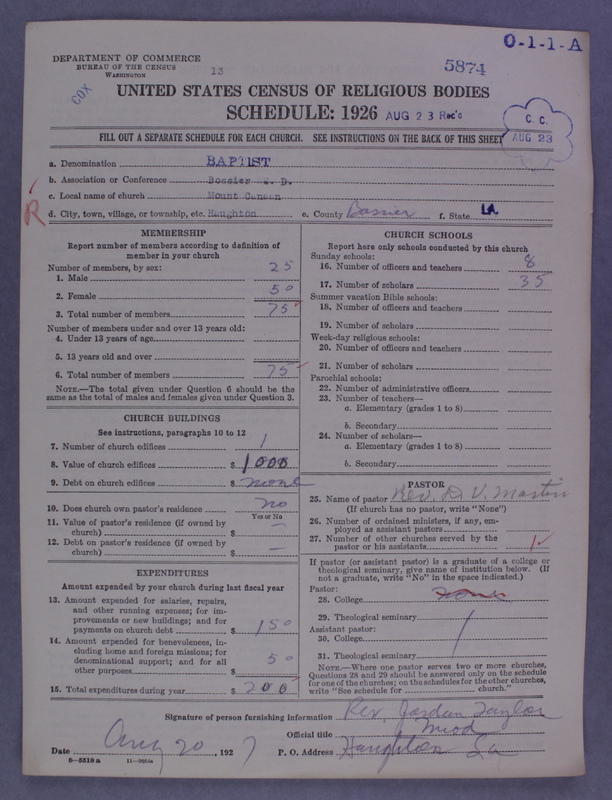 O-1-1-A
DEPARTMENT OF COMMERCE
BUREAU OF THE CENSUS
WASHINGTON
13
5874
COX
UNITED STATES CENSUS OF RELIGIOUS BODIES
SCHEDULE: 1926 AUG 23 Rec'd
C. C.
AUG 23
FILL OUT A SEPARATE SCHEDULE FOR EACH CHURCH. SEE INSTRUCTIONS ON THE BACK OF THIS SHEET
a. Denomination BAPTIST
b. Association or Conference Bossier E. D.
c. Local name of church Mount Canaan
R
d. City, town, village, or township, etc. Haughton e. County Bossier f. State LA.
MEMBERSHIP
Report number of members according to definition of
member in your church
Number of members, by sex:
1. Male 25
2. Female 50
3. Total number of members 75
Number of members under and over 13 years old:
4. Under 13 years of age
5. 13 years old and over
6. Total number of members 75
NOTE.—The total given under Question 6 should be the
same as the total of males and females given under Question 3.
CHURCH BUILDINGS
See instructions, paragraphs 10 to 12
7. Number of church edifices 1
8. Value of church edifices $ 1000
9. Debt on church edifices $ none
10. Does church own pastor's residence no
Yes or No
11. Value of pastor's residence (if owned by
church) $ —
12. Debt on pastor's residence (if owned by
church) $ —
EXPENDITURES
Amount expended by your church during last fiscal year
13. Amount expended for salaries, repairs,
and other running expenses; for im-
provements or new buildings; and for
payments on church debt $ 150
14. Amount expended for benevolences, in-
cluding home and foreign missions; for
denominational support; and for all
other purposes $ 50
15. Total expenditures during year $ 200
CHURCH SCHOOLS
Report here only schools conducted by this church
Sunday schools:
16. Number of officers and teachers 8
17. Number of scholars 35
Summer vacation Bible schools:
18. Number of officers and teachers
19. Number of scholars
Week-day religious schools:
20. Number of officers and teachers
21. Number of scholars
Parochial schools:
22. Number of administrative officers
23. Number of teachers—
a. Elementary (grades 1 to 8)
b. Secondary
24. Number of scholars—
a. Elementary (grades 1 to 8)
b. Secondary
PASTOR
25. Name of pastor Rev. D. V. Martin
(If church has no pastor, write "None")
26. Number of ordained ministers, if any, em-
ployed as assistant pastors
27. Number of other churches served by the
pastor or his assistants 1
If pastor (or assistant pastor) is a graduate of a college or
theological seminary, give name of institution below. (If
not a graduate, write "No" in the space indicated.)
Pastor:
28. College
29. Theological seminary
Assistant pastor:
30. College
31. Theological seminary
NOTE.—Where one pastor serves two or more churches,
Questions 28 and 29 should be answered only on the schedule
for one of the churches; on the schedules for the other churches,
write "See schedule for church."
Signature of person furnishing information Rev. Jordan Taylor
Official title Mod
Date Aug 20, 1927 P. O. Address Haughton La
8-5518a 11-9264a